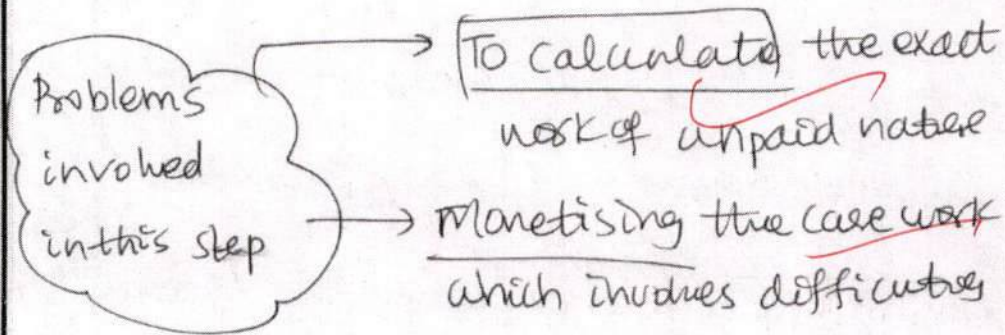 Problems
involved
in this step
To calculate the exact
work of unpaid nature
Monetising the care work
which involves difficulties